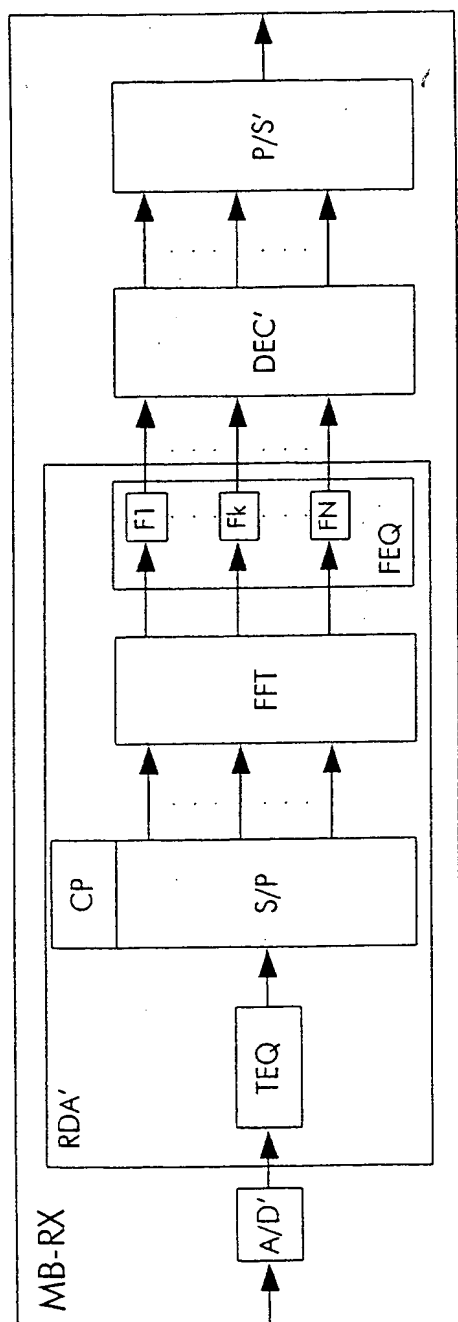 MB-RX
A/D'
RDA'
TEQ
CP
S/P
FFT
F1
Fk
FN
FEQ
DEC'
P/S'